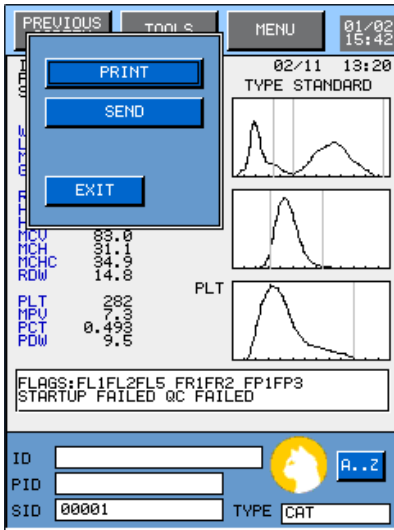 PREVIOUS TOOLS MENU 01/02
15:42
PRINT
SEND
EXIT
02/11 13:20
TYPE STANDARD
MCV 83.0
MCH 31.1
MCHC 34.9
RDW 14.8
PLT
PLT 282
MPV 7.3
PCT 0.493
PDW 9.5
FLAGS:FL1FL2FL5 FR1FR2 FP1FP3
STARTUP FAILED QC FAILED
ID
A..Z
PID
SID 00001 TYPE CAT